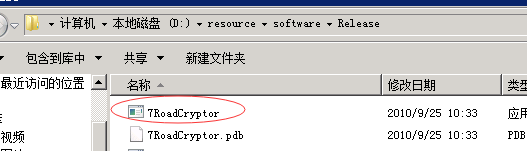 计算机 ▸ 本地磁盘 (D:) ▸ resource ▸ software ▸ Release
包含到库中 共享 新建文件夹
最近访问的位置 名称 修改日期 类
7RoadCryptor 2010/9/25 10:33 应
视频 7RoadCryptor.pdb 2010/9/25 10:33 PDB